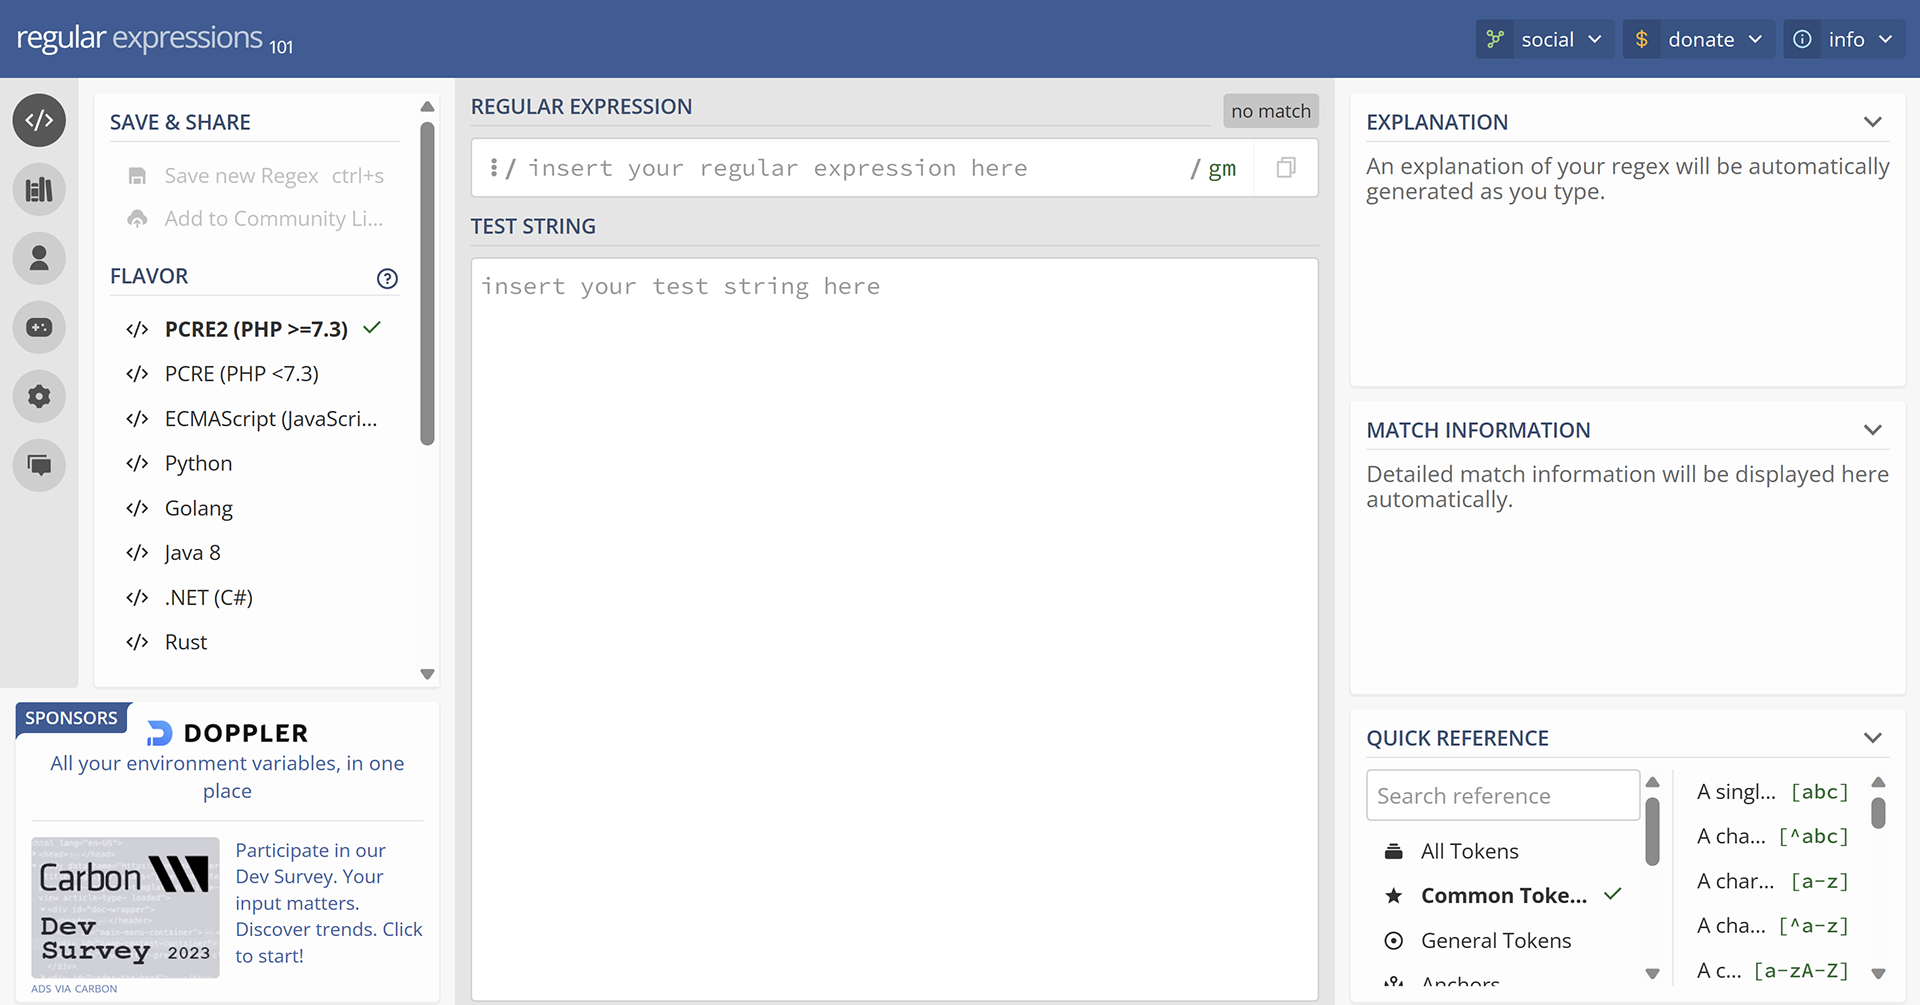 regular expressions 101
social
donate
info
SAVE & SHARE
Save new Regex ctrl+s
Add to Community Li...
FLAVOR
PCRE2 (PHP >=7.3)
PCRE (PHP <7.3)
ECMAScript (JavaScri...
Python
Golang
Java 8
.NET (C#)
Rust
SPONSORS
DOPPLER
All your environment variables, in one
place
Carbon
Dev
Survey 2023
Participate in our
Dev Survey. Your
input matters.
Discover trends. Click
to start!
ADS VIA CARBON
REGULAR EXPRESSION
no match
/ insert your regular expression here / gm
TEST STRING
insert your test string here
EXPLANATION
An explanation of your regex will be automatically
generated as you type.
MATCH INFORMATION
Detailed match information will be displayed here
automatically.
QUICK REFERENCE
Search reference
All Tokens
Common Toke...
General Tokens
Anchors
A singl... [abc]
A cha... [^abc]
A char... [a-z]
A cha... [^a-z]
A c... [a-zA-Z]